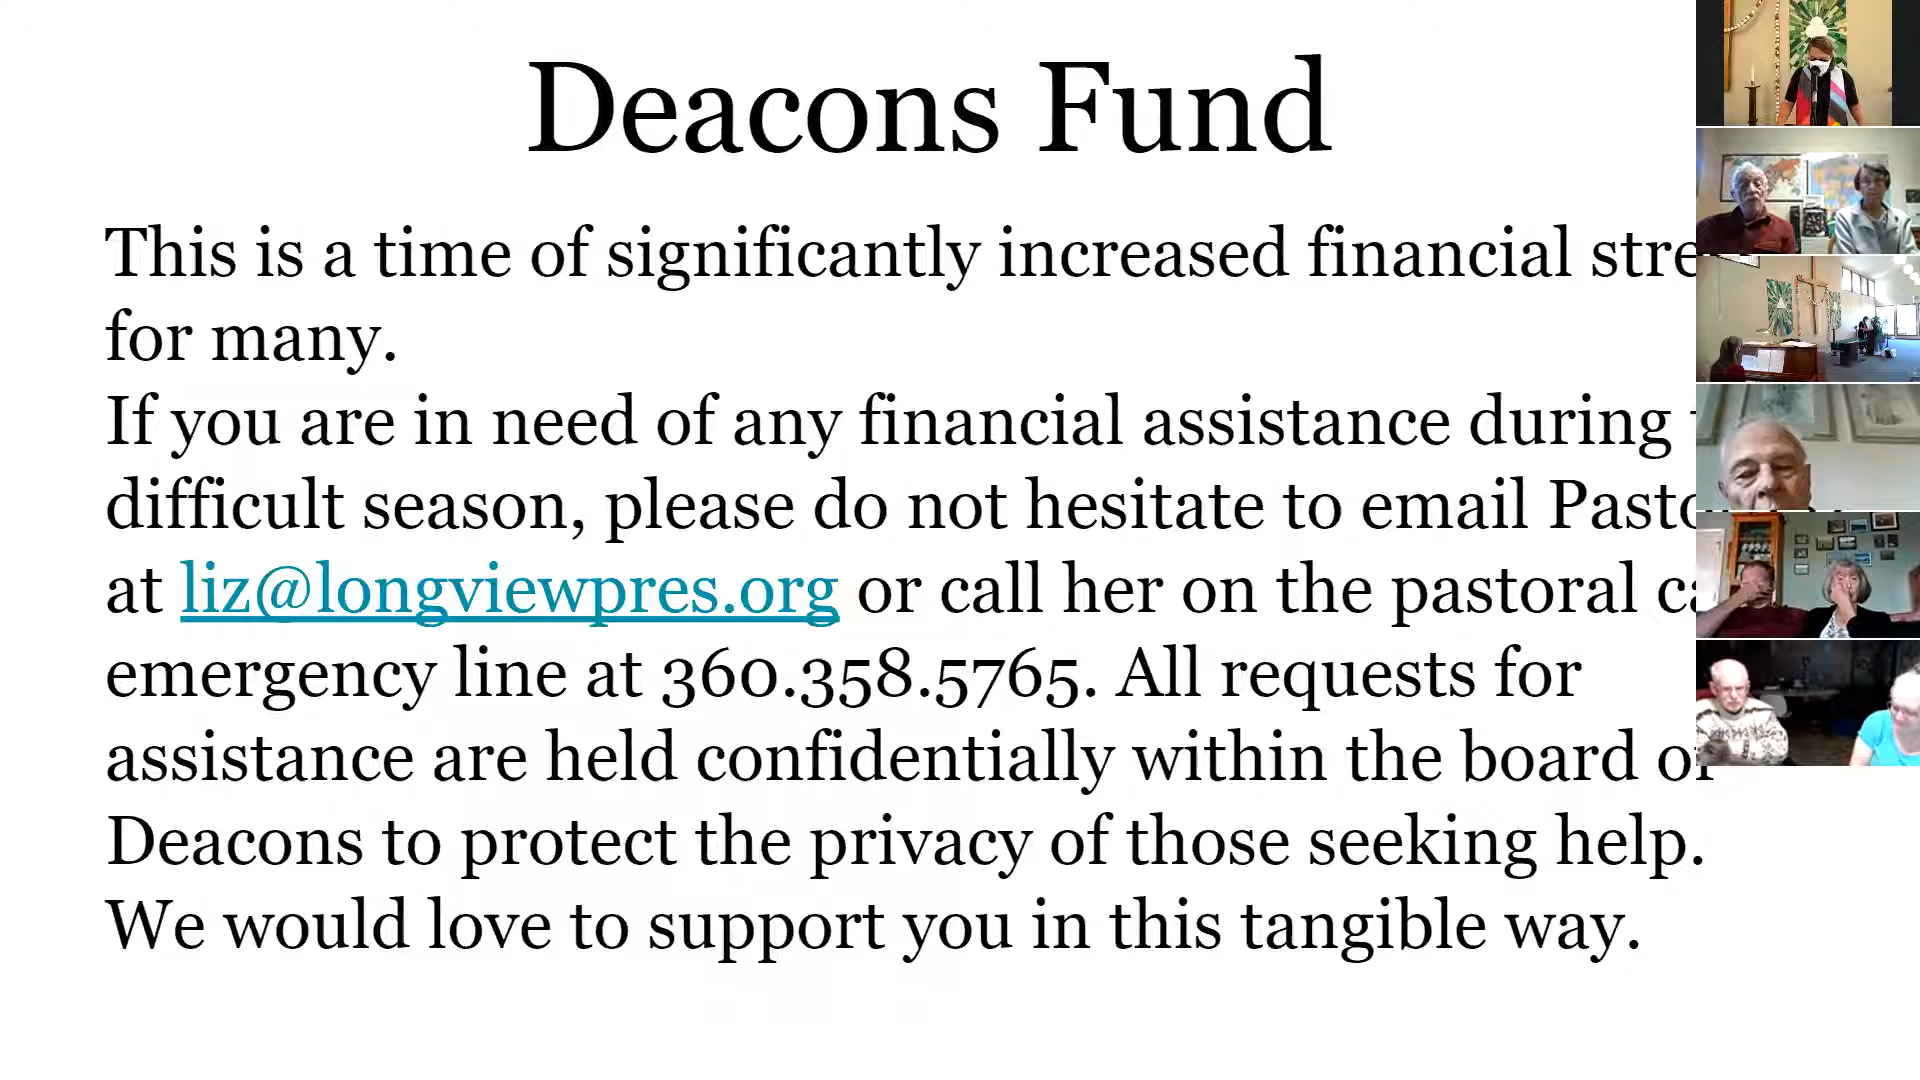 Deacons Fund
This is a time of significantly increased financial stre
for many.
If you are in need of any financial assistance during
difficult season, please do not hesitate to email Pasto
at liz@longviewpres.org or call her on the pastoral ca
emergency line at 360.358.5765. All requests for
assistance are held confidentially within the board of
Deacons to protect the privacy of those seeking help.
We would love to support you in this tangible way.